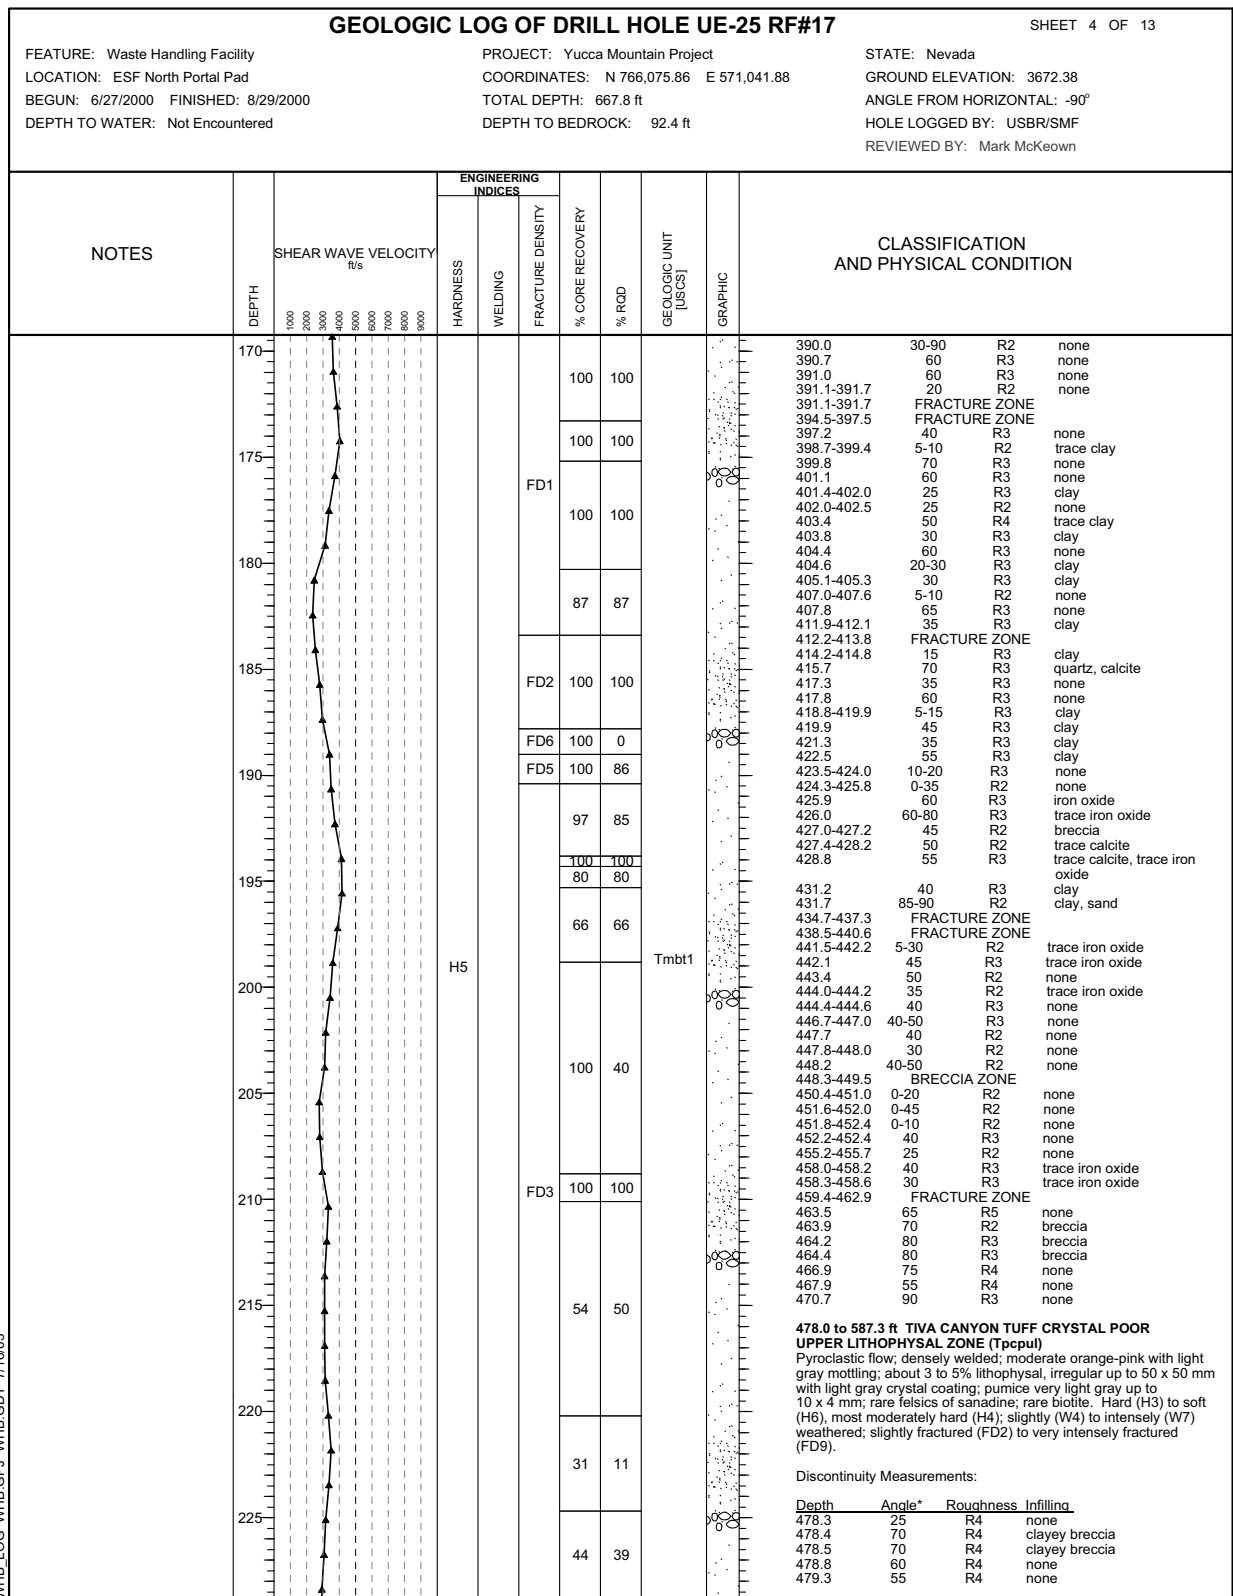 GEOLOGIC LOG OF DRILL HOLE UE-25 RF#17
SHEET 4 OF 13
FEATURE: Waste Handling Facility
PROJECT: Yucca Mountain Project
STATE: Nevada
LOCATION: ESF North Portal Pad
COORDINATES: N 766,075.86 E 571,041.88
GROUND ELEVATION: 3672.38
BEGUN: 6/27/2000 FINISHED: 8/29/2000
TOTAL DEPTH: 667.8 ft
ANGLE FROM HORIZONTAL: -90°
DEPTH TO WATER: Not Encountered
DEPTH TO BEDROCK: 92.4 ft
HOLE LOGGED BY: USBR/SMF
REVIEWED BY: Mark McKeown
NOTES
DEPTH
SHEAR WAVE VELOCITY
ft/s
1000 2000 3000 4000 5000 6000 7000 8000 9000
ENGINEERING
INDICES
HARDNESS
WELDING
FRACTURE DENSITY
% CORE RECOVERY
% RQD
GEOLOGIC UNIT
[USCS]
GRAPHIC
CLASSIFICATION
AND PHYSICAL CONDITION
170
175
180
185
190
195
200
205
210
215
220
225
H5
FD1
FD2
FD6
FD5
FD3
100 100
100 100
100 100
87 87
100 100
100 0
100 86
97 85
100 100
80 80
66 66
100 40
100 100
54 50
31 11
44 39
Tmbt1
390.0 30-90 R2 none
390.7 60 R3 none
391.0 60 R3 none
391.1-391.7 20 R2 none
391.1-391.7 FRACTURE ZONE
394.5-397.5 FRACTURE ZONE
397.2 40 R3 none
398.7-399.4 5-10 R2 trace clay
399.8 70 R3 none
401.1 60 R3 none
401.4-402.0 25 R3 clay
402.0-402.5 25 R2 none
403.4 50 R4 trace clay
403.8 30 R3 clay
404.4 60 R3 none
404.6 20-30 R3 clay
405.1-405.3 30 R3 clay
407.0-407.6 5-10 R2 none
407.8 65 R3 none
411.9-412.1 35 R3 clay
412.2-413.8 FRACTURE ZONE
414.2-414.8 15 R3 clay
415.7 70 R3 quartz, calcite
417.3 35 R3 none
417.8 60 R3 none
418.8-419.9 5-15 R3 clay
419.9 45 R3 clay
421.3 35 R3 clay
422.5 55 R3 clay
423.5-424.0 10-20 R3 none
424.3-425.8 0-35 R2 none
425.9 60 R3 iron oxide
426.0 60-80 R3 trace iron oxide
427.0-427.2 45 R2 breccia
427.4-428.2 50 R2 trace calcite
428.8 55 R3 trace calcite, trace iron
oxide
431.2 40 R3 clay
431.7 85-90 R2 clay, sand
434.7-437.3 FRACTURE ZONE
438.5-440.6 FRACTURE ZONE
441.5-442.2 5-30 R2 trace iron oxide
442.1 45 R3 trace iron oxide
443.4 50 R2 none
444.0-444.2 35 R2 trace iron oxide
444.4-444.6 40 R3 none
446.7-447.0 40-50 R3 none
447.7 40 R2 none
447.8-448.0 30 R2 none
448.2 40-50 R2 none
448.3-449.5 BRECCIA ZONE
450.4-451.0 0-20 R2 none
451.6-452.0 0-45 R2 none
451.8-452.4 0-10 R2 none
452.2-452.4 40 R3 none
455.2-455.7 25 R2 none
458.0-458.2 40 R3 trace iron oxide
458.3-458.6 30 R3 trace iron oxide
459.4-462.9 FRACTURE ZONE
463.5 65 R5 none
463.9 70 R2 breccia
464.2 80 R3 breccia
464.4 80 R3 breccia
466.9 75 R4 none
467.9 55 R4 none
470.7 90 R3 none
478.0 to 587.3 ft TIVA CANYON TUFF CRYSTAL POOR
UPPER LITHOPHYSAL ZONE (Tpcpul)
Pyroclastic flow; densely welded; moderate orange-pink with light
gray mottling; about 3 to 5% lithophysal, irregular up to 50 x 50 mm
with light gray crystal coating; pumice very light gray up to
10 x 4 mm; rare felsics of sanadine; rare biotite. Hard (H3) to soft
(H6), most moderately hard (H4); slightly (W4) to intensely (W7)
weathered; slightly fractured (FD2) to very intensely fractured
(FD9).
Discontinuity Measurements:
Depth Angle* Roughness Infilling
478.3 25 R4 none
478.4 70 R4 clayey breccia
478.5 70 R4 clayey breccia
478.8 60 R4 none
479.3 55 R4 none